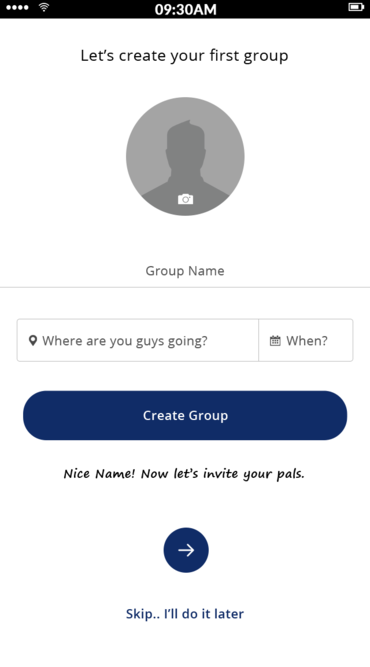 09:30AM
Let’s create your first group
Group Name
Where are you guys going?
When?
Create Group
Nice Name! Now let’s invite your pals.
Skip.. I’ll do it later